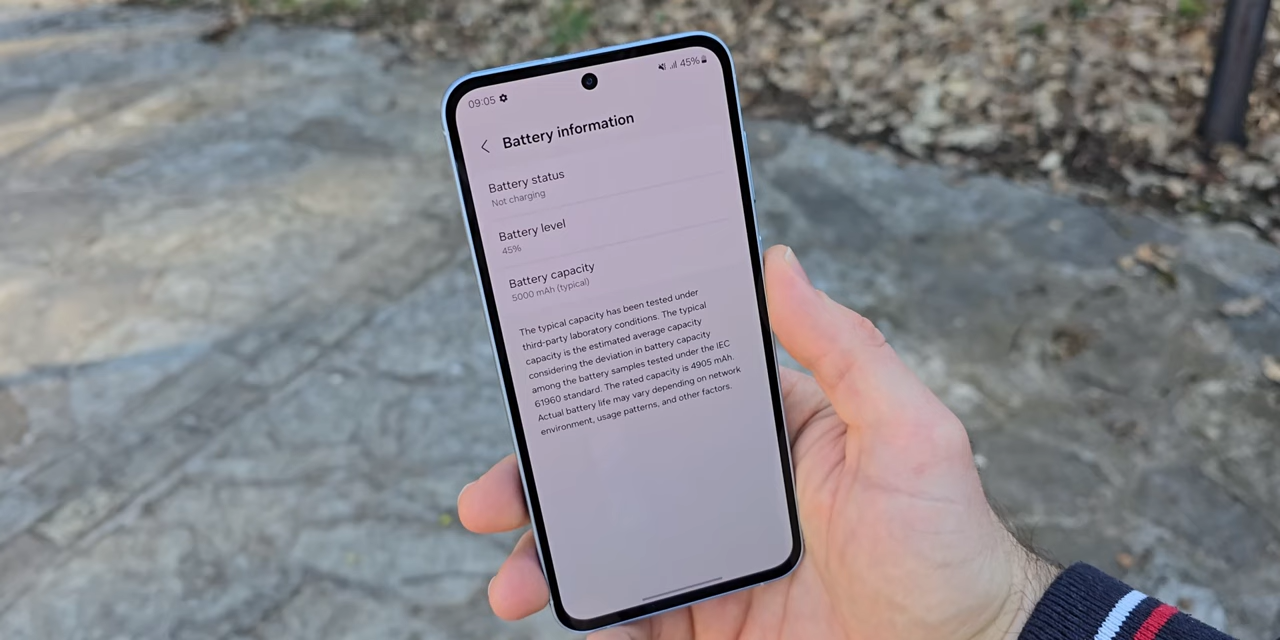 09:05 45%
Battery information
Battery status
Not charging
Battery level
45%
Battery capacity
5000 mAh (typical)
The typical capacity has been tested under
third-party laboratory conditions. The typical
capacity is the estimated average capacity
considering the deviation in battery capacity
among the battery samples tested under the IEC
61960 standard. The rated capacity is 4905 mAh.
Actual battery life may vary depending on network
environment, usage patterns, and other factors.